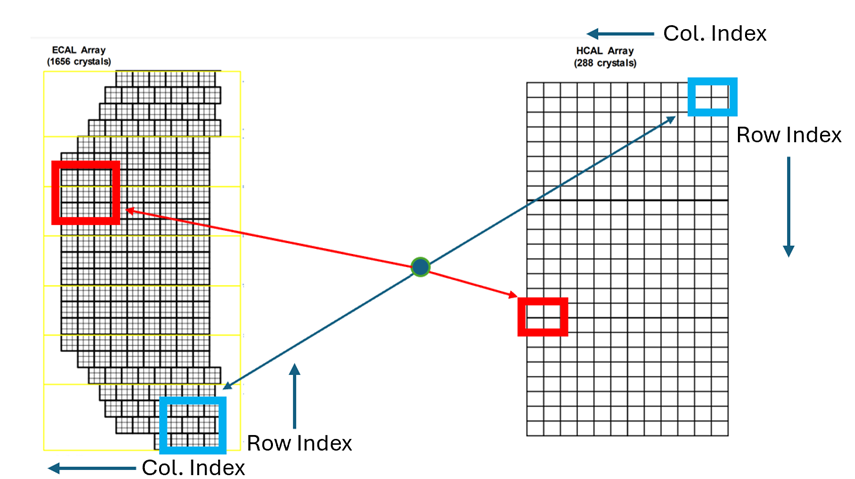 Col. Index
ECAL Array
(1656 crystals)
HCAL Array
(288 crystals)
Row Index
Row Index
Col. Index